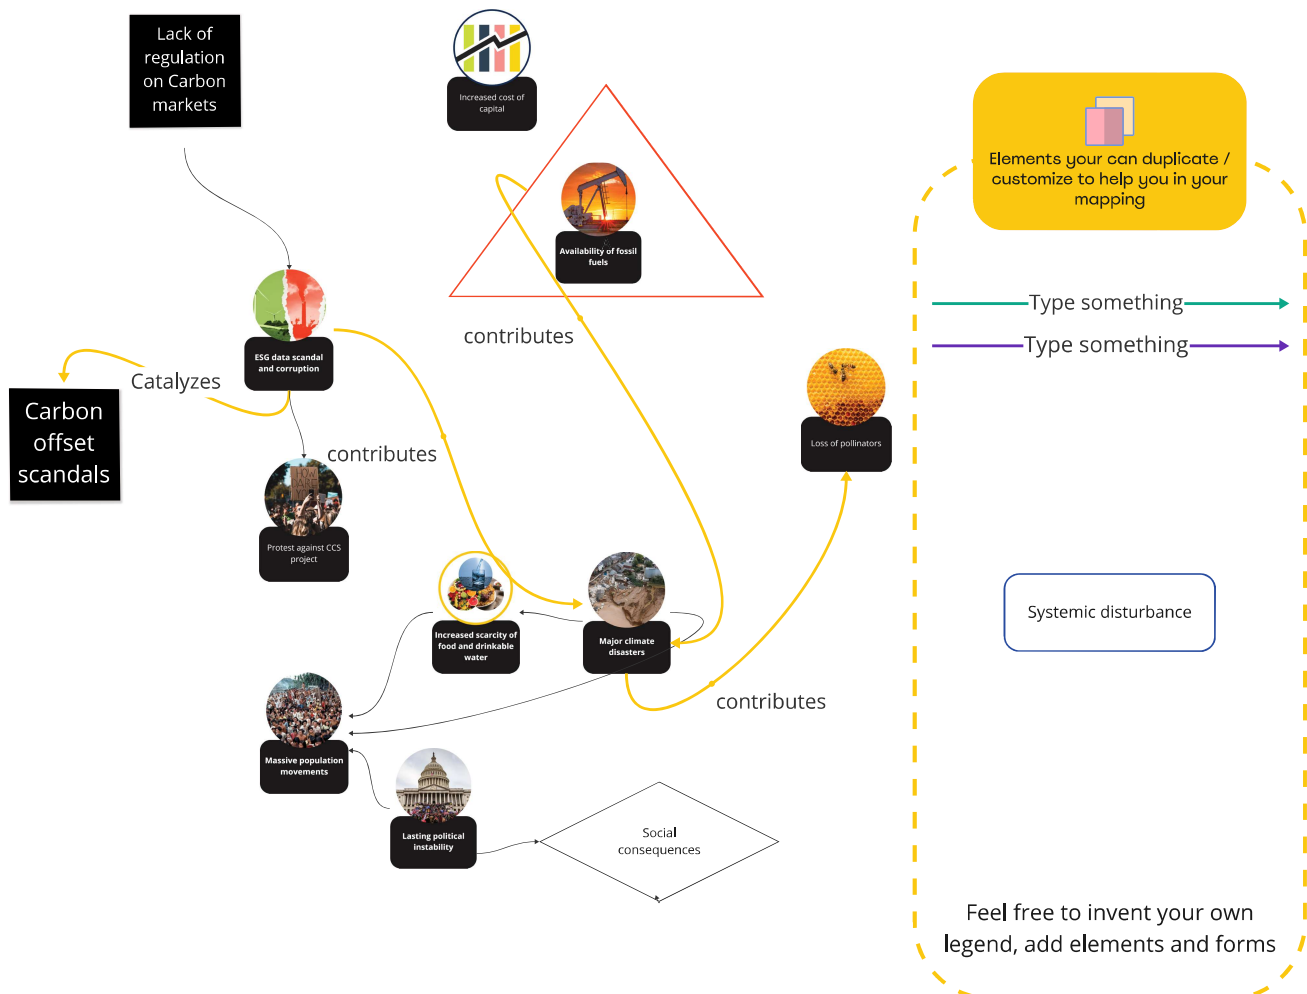 Lack of
regulation
on Carbon
markets
Increased cost of
capital
Elements your can duplicate /
customize to help you in your
mapping
Availability of fossil
fuels
Type something
contributes
Type something
ESG data scandal
and corruption
Catalyzes
Carbon
offset
scandals
contributes
Loss of pollinators
HOW
DARE
YOU
Protest against CCS
project
Increased scarcity of
food and drinkable
water
Major climate
disasters
Systemic disturbance
contributes
Massive population
movements
Lasting political
instability
Social
consequences
Feel free to invent your own
legend, add elements and forms